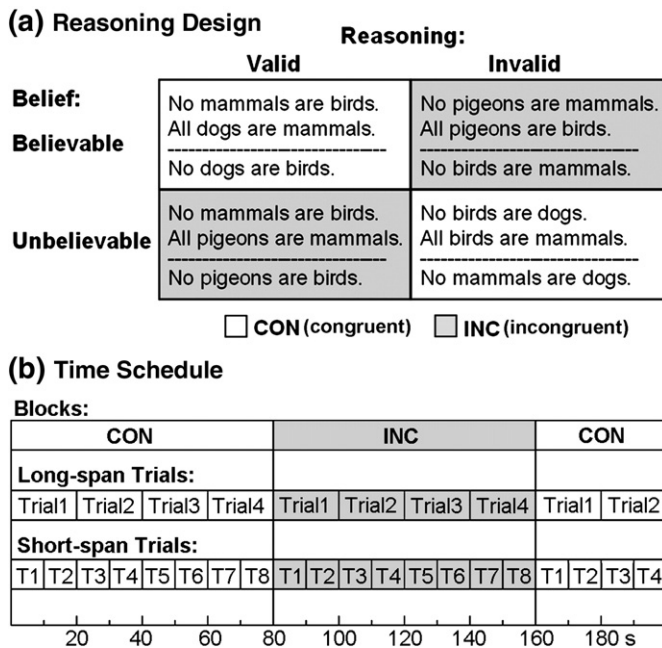 (a) Reasoning Design
Reasoning:
Valid Invalid
Belief:
Believable
No mammals are birds.
All dogs are mammals.
--------------------------------
No dogs are birds.
No pigeons are mammals.
All pigeons are birds.
--------------------------------
No birds are mammals.
Unbelievable
No mammals are birds.
All pigeons are mammals.
--------------------------------
No pigeons are birds.
No birds are dogs.
All birds are mammals.
--------------------------------
No mammals are dogs.
CON (congruent) INC (incongruent)
(b) Time Schedule
Blocks:
CON INC CON
Long-span Trials:
Trial1 Trial2 Trial3 Trial4 Trial1 Trial2 Trial3 Trial4 Trial1 Trial2
Short-span Trials:
T1 T2 T3 T4 T5 T6 T7 T8 T1 T2 T3 T4 T5 T6 T7 T8 T1 T2 T3 T4
20 40 60 80 100 120 140 160 180 s